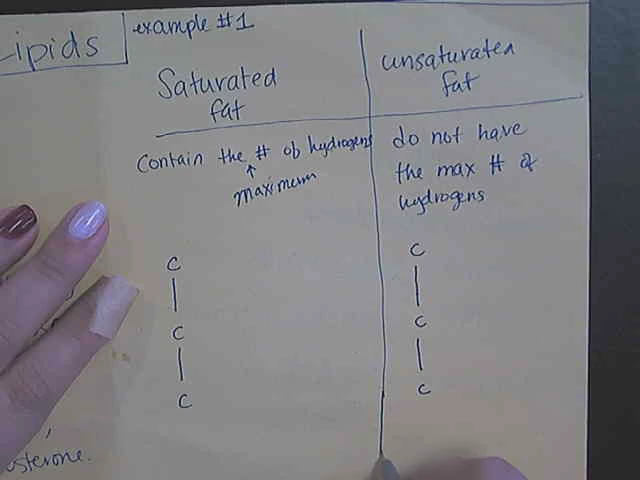 Lipids
example #1
Saturated
fat
unsaturated
fat
Contain the # of hydrogens
↑
maximum
do not have
the max # of
hydrogens
C
|
C
|
C
C
|
C
|
C